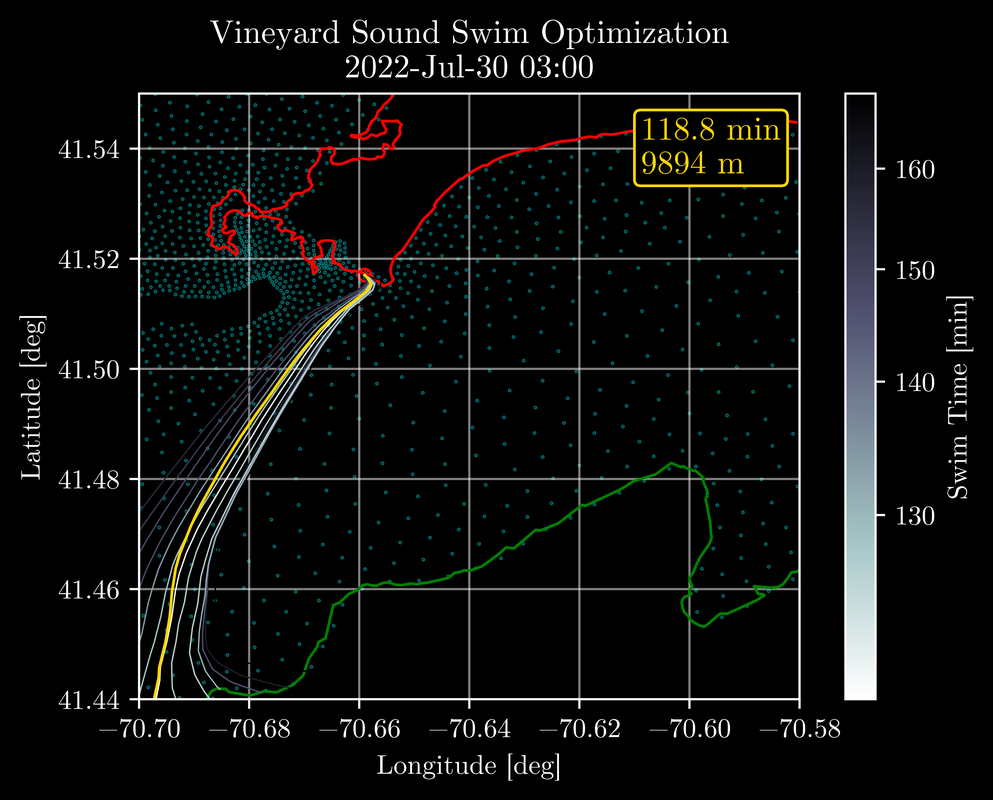 Vineyard Sound Swim Optimization
2022-Jul-30 03:00
118.8 min
9894 m
41.54
41.52
41.50
41.48
41.46
41.44
−70.70 −70.68 −70.66 −70.64 −70.62 −70.60 −70.58
Longitude [deg]
Latitude [deg]
160
150
140
130
Swim Time [min]